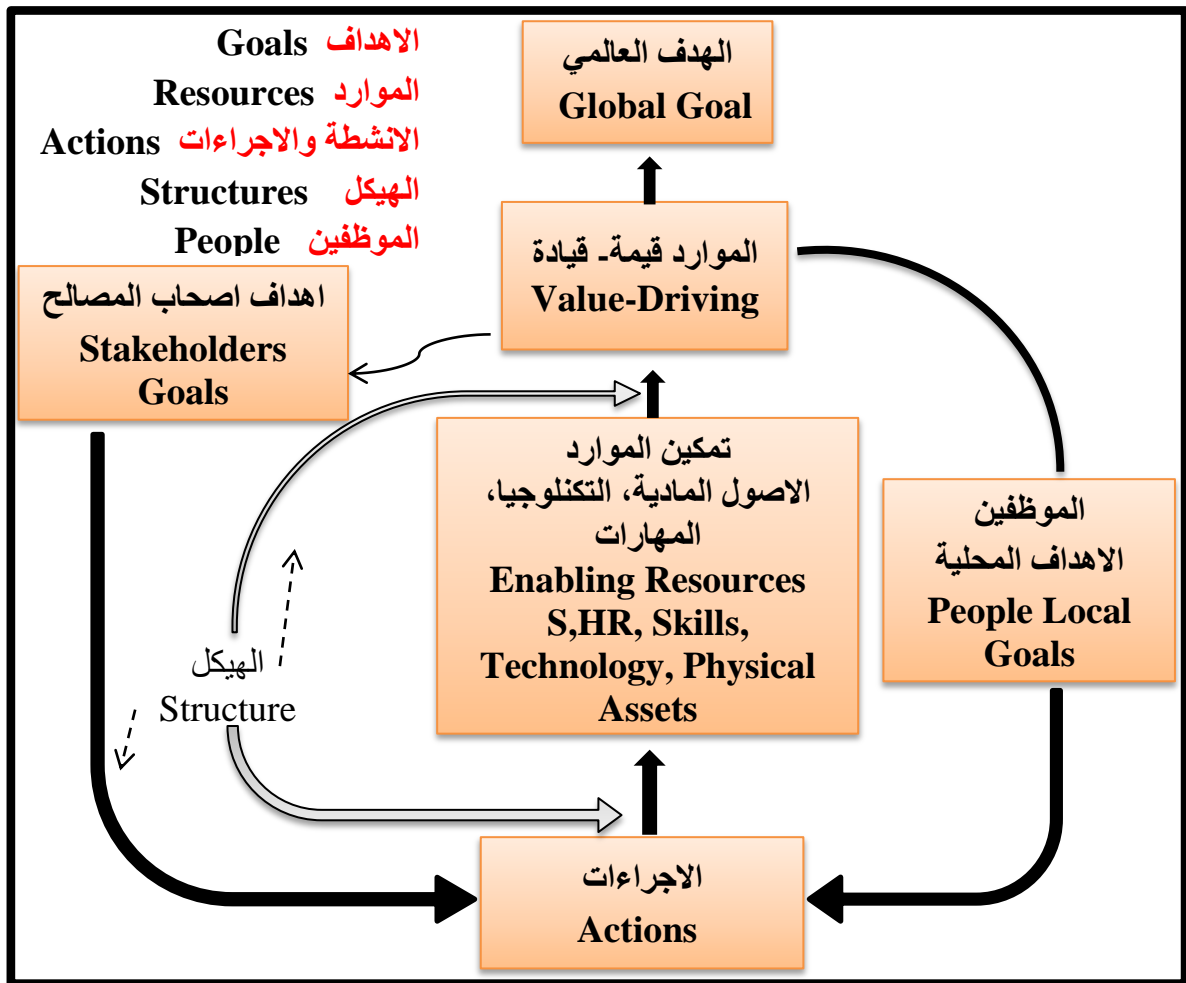 الاهداف Goals
الموارد Resources
الانشطة والاجراءات Actions
الهيكل Structures
الموظفين People
الهدف العالمي
Global Goal
الموارد قيمة- قيادة
Value-Driving
اهداف اصحاب المصالح
Stakeholders
Goals
تمكين الموارد
الاصول المادية، التكنلوجيا،
المهارات
Enabling Resources
S,HR, Skills,
Technology, Physical
Assets
الموظفين
الاهداف المحلية
People Local
Goals
الهيكل
Structure
الاجراءات
Actions